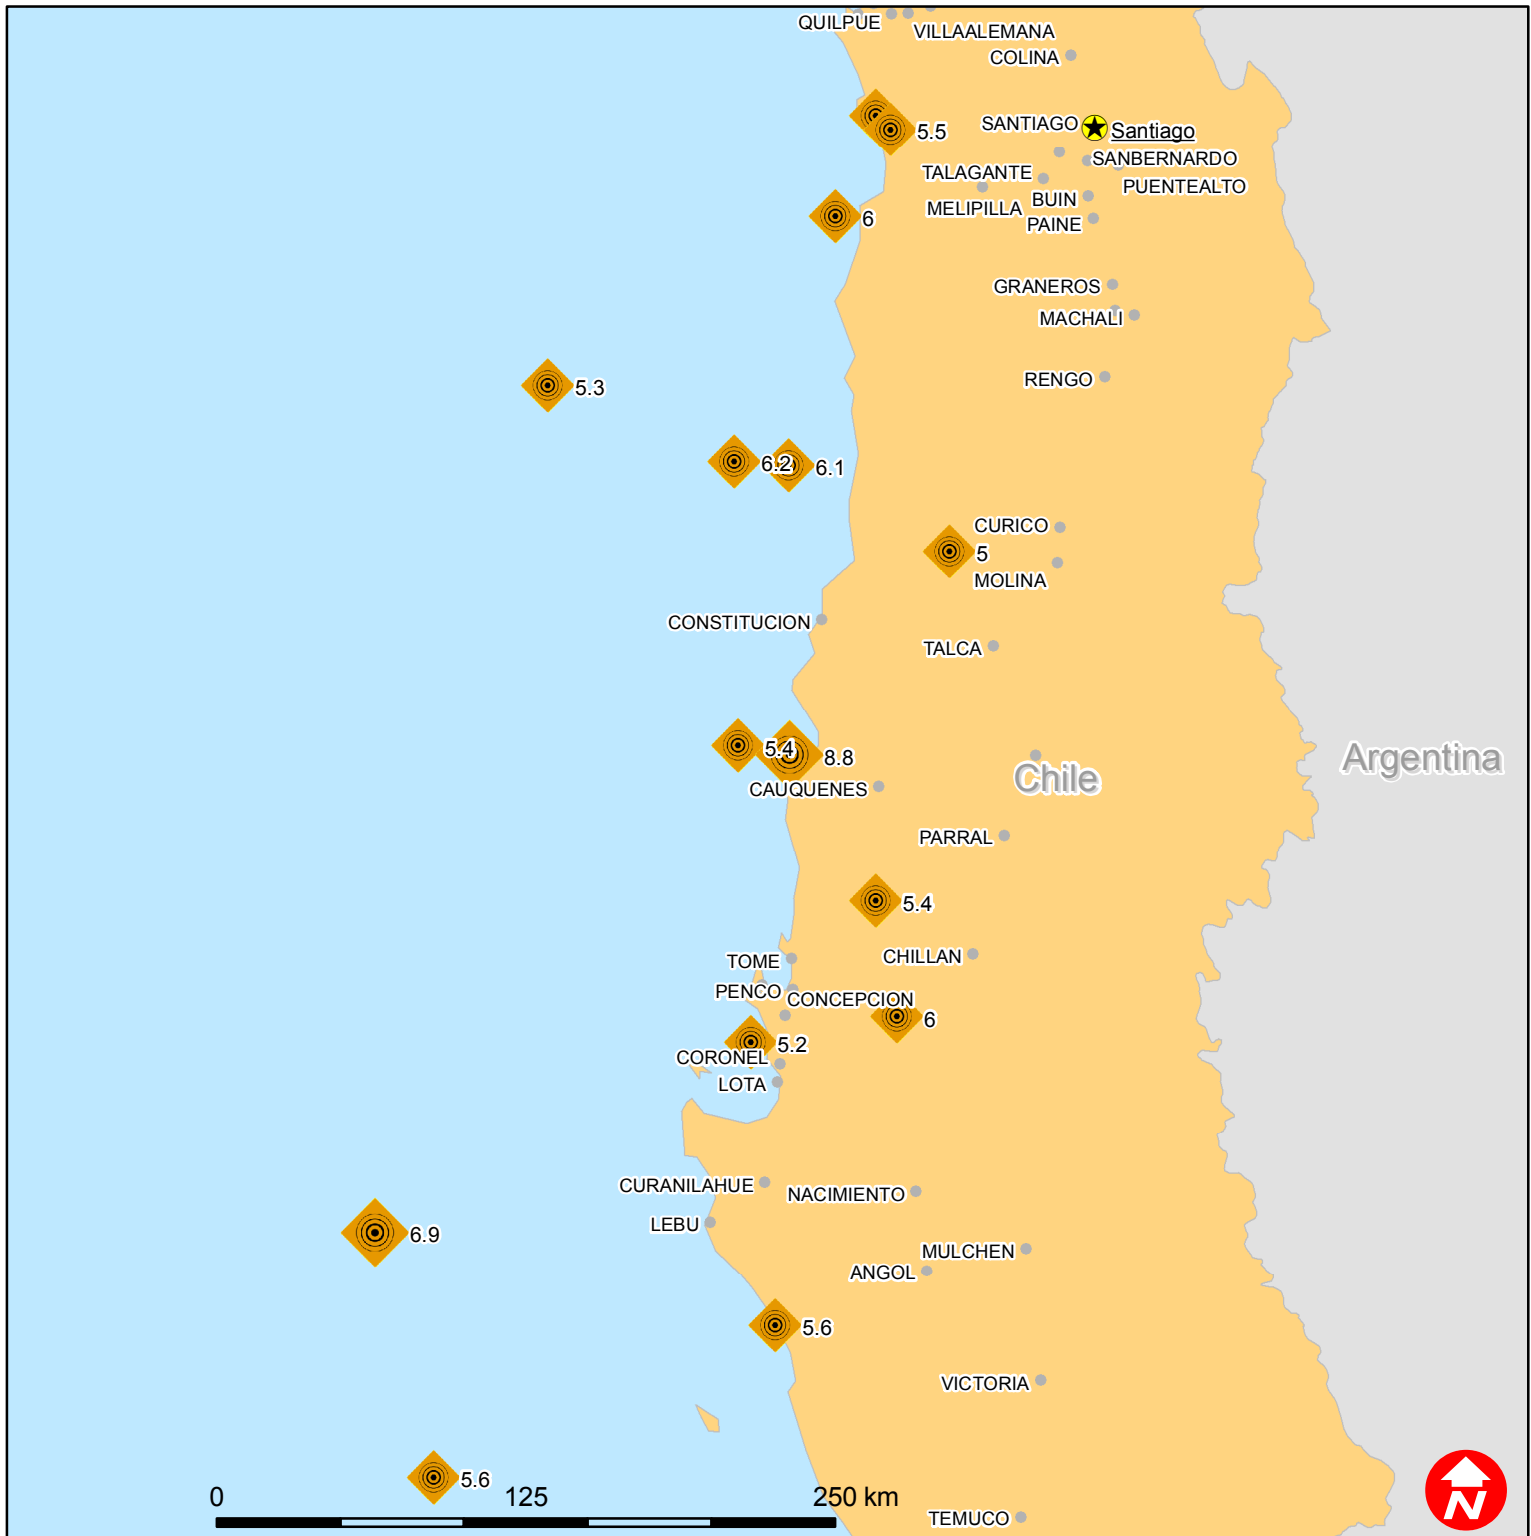 QUILPUE
VILLAALEMANA
COLINA
SANTIAGO
Santiago
5.5
SANBERNARDO
TALAGANTE
PUENTEALTO
BUIN
MELIPILLA
6
PAINE
GRANEROS
MACHALI
RENGO
5.3
6.2
6.1
CURICO
5
MOLINA
CONSTITUCION
TALCA
5.4
8.8
Argentina
Chile
CAUQUENES
PARRAL
5.4
CHILLAN
TOME
PENCO
CONCEPCION
6
5.2
CORONEL
LOTA
CURANILAHUE
NACIMIENTO
LEBU
6.9
MULCHEN
ANGOL
5.6
VICTORIA
5.6
0 125 250 km
N
TEMUCO